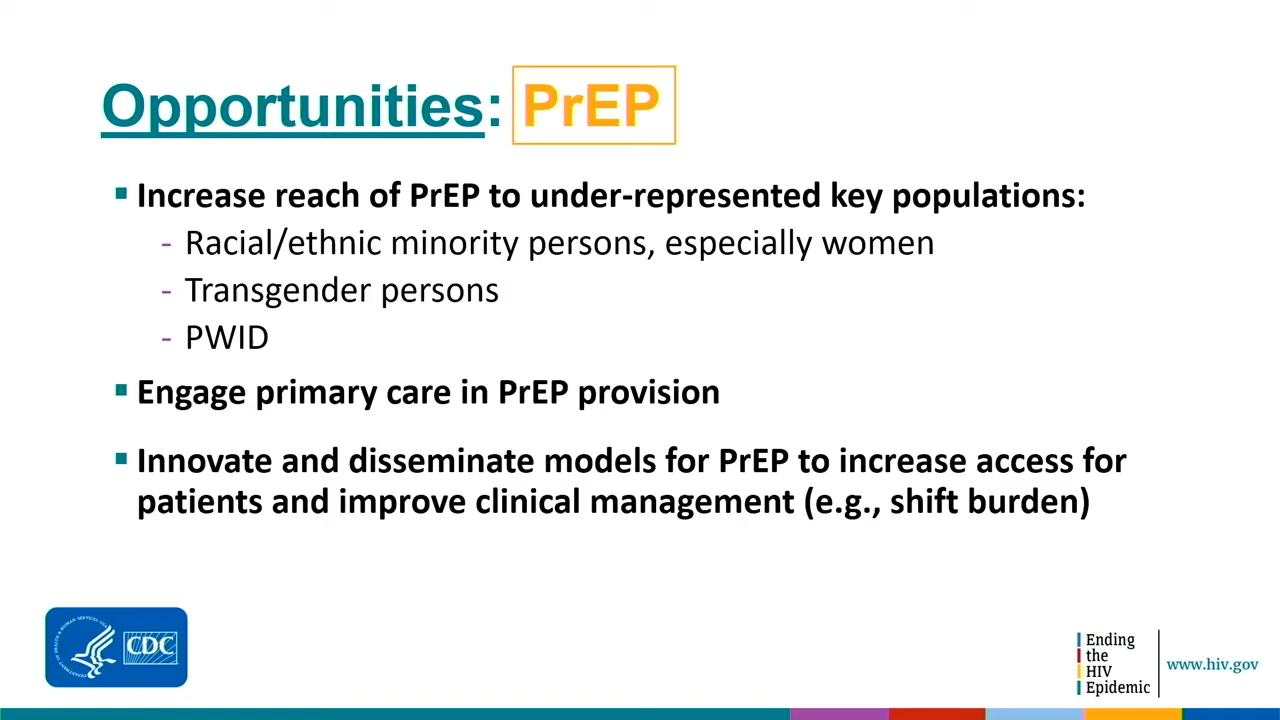 Opportunities: PrEP
▪ Increase reach of PrEP to under-represented key populations:
- Racial/ethnic minority persons, especially women
- Transgender persons
- PWID
▪ Engage primary care in PrEP provision
▪ Innovate and disseminate models for PrEP to increase access for
patients and improve clinical management (e.g., shift burden)
CDC
Ending
the
HIV
Epidemic
www.hiv.gov